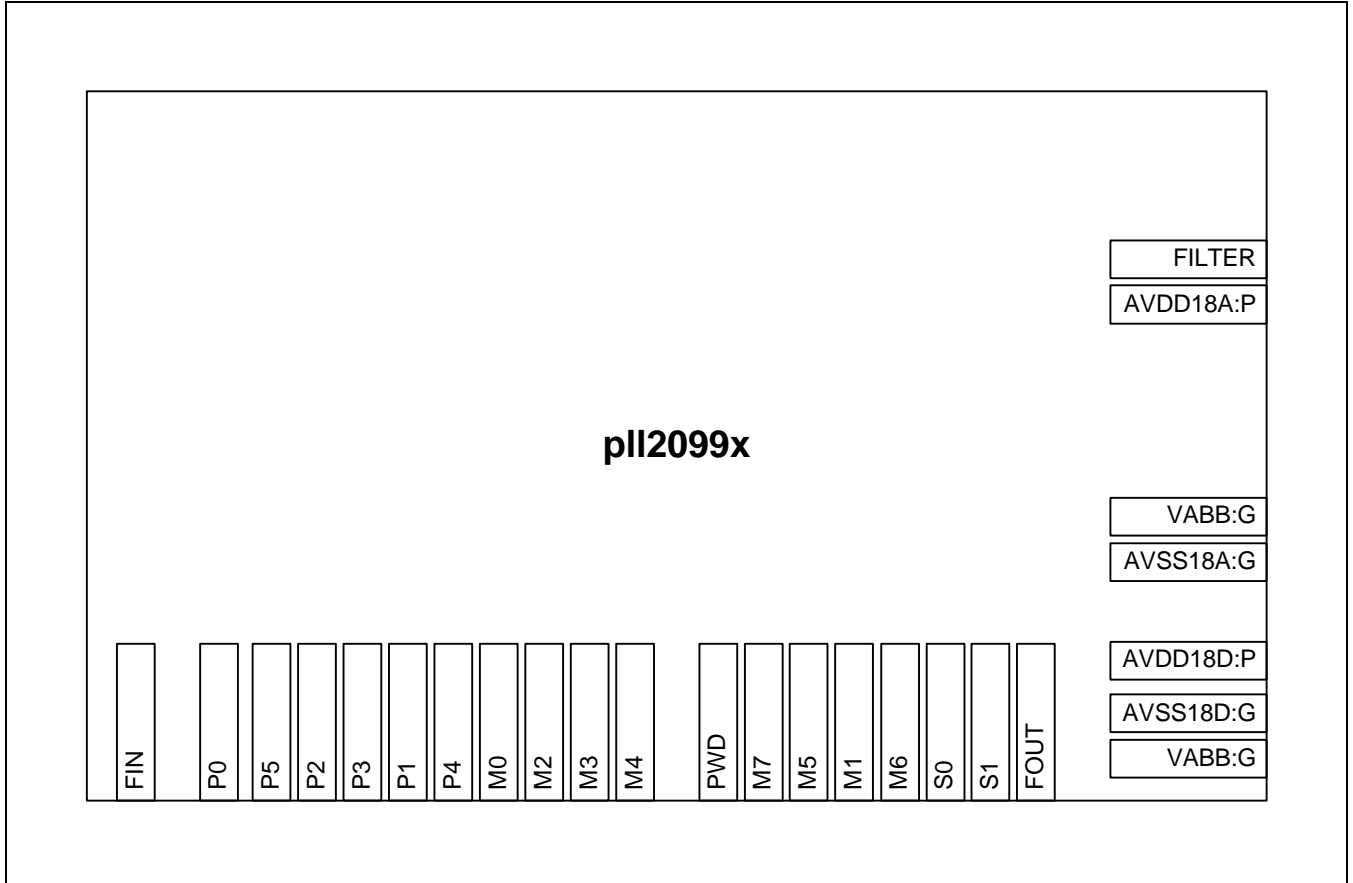 FILTER
AVDD18A:P
pll2099x
VABB:G
AVSS18A:G
AVDD18D:P
AVSS18D:G
VABB:G
FIN
P0
P5
P2
P3
P1
P4
M0
M2
M3
M4
PWD
M7
M5
M1
M6
S0
S1
FOUT